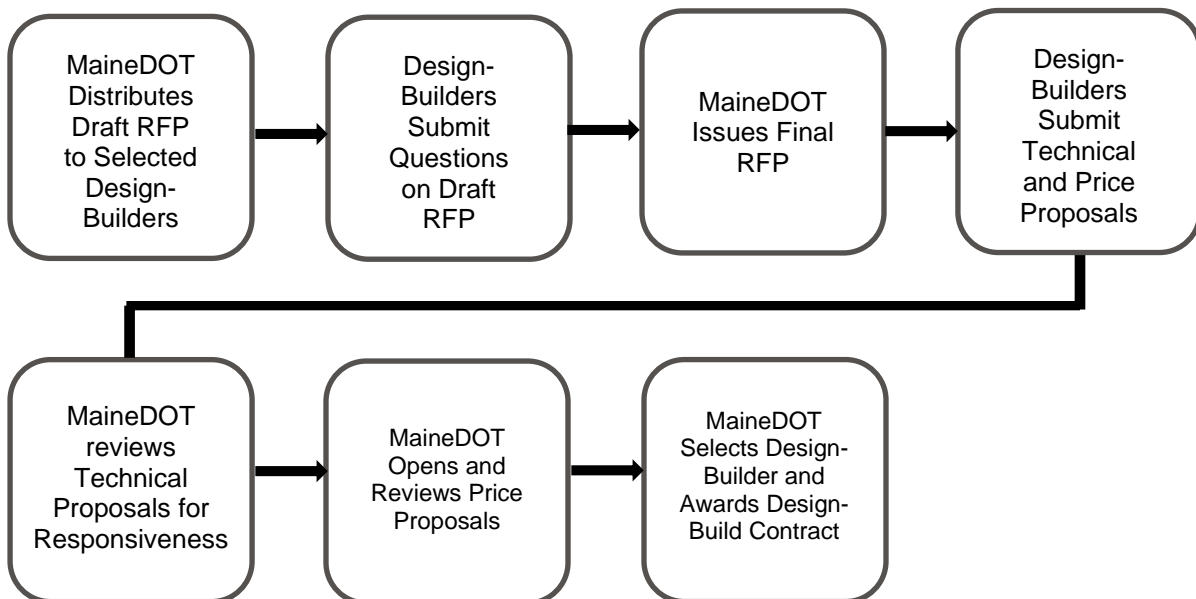 MaineDOT
Distributes
Draft RFP
to Selected
Design-
Builders
Design-
Builders
Submit
Questions
on Draft
RFP
MaineDOT
Issues Final
RFP
Design-
Builders
Submit
Technical
and Price
Proposals
MaineDOT
reviews
Technical
Proposals for
Responsiveness
MaineDOT
Opens and
Reviews Price
Proposals
MaineDOT
Selects Design-
Builder and
Awards Design-
Build Contract